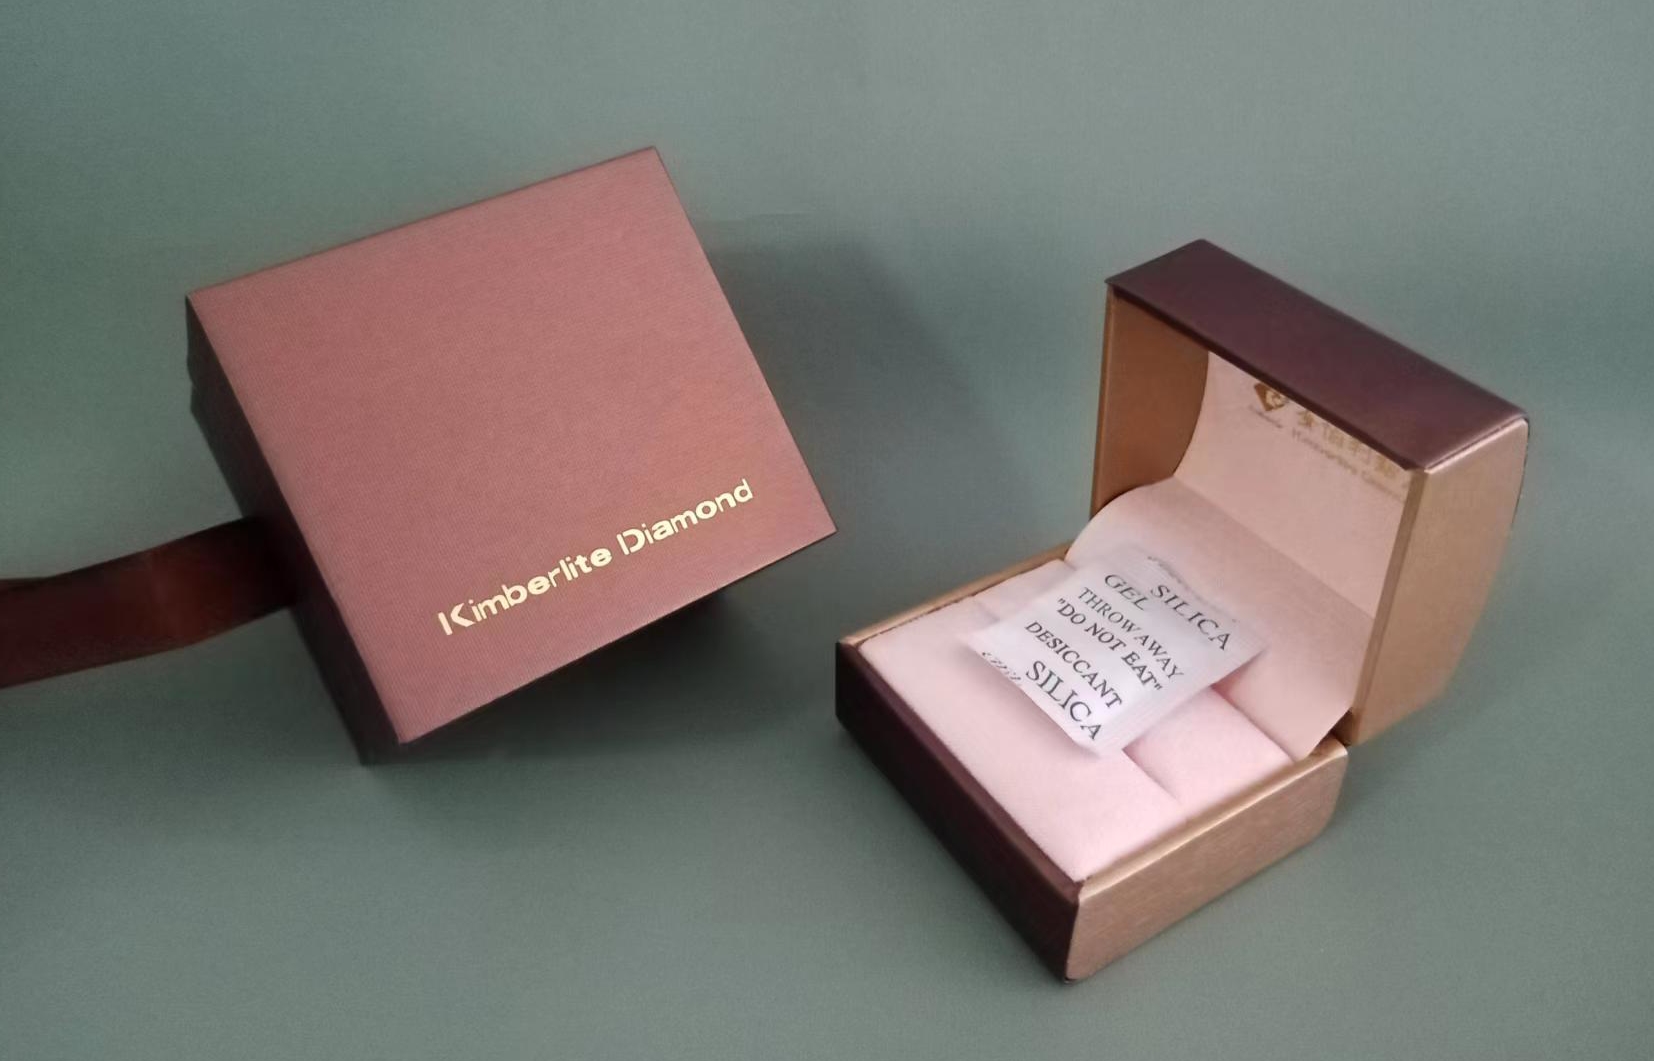 Kimberlite Diamond
SILICA
GEL
THROW AWAY
"DO NOT EAT"
DESICCANT
SILICA